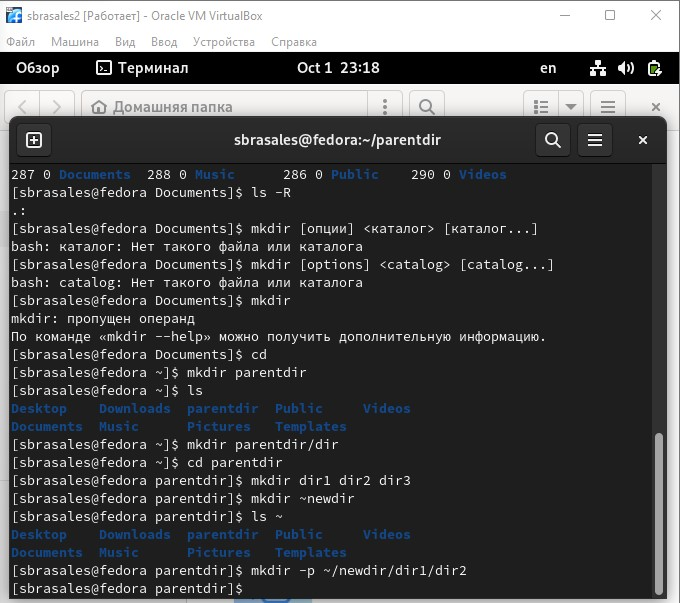 sbrasales2 [Работает] - Oracle VM VirtualBox
Файл Машина Вид Ввод Устройства Справка
Обзор Терминал Oct 1 23:18 en
Домашняя папка
sbrasales@fedora:~/parentdir
287 0 Documents 288 0 Music 286 0 Public 290 0 Videos
[sbrasales@fedora Documents]$ ls -R
.:
[sbrasales@fedora Documents]$ mkdir [опции] <каталог> [каталог...]
bash: каталог: Нет такого файла или каталога
[sbrasales@fedora Documents]$ mkdir [options] <catalog> [catalog...]
bash: catalog: Нет такого файла или каталога
[sbrasales@fedora Documents]$ mkdir
mkdir: пропущен операнд
По команде «mkdir --help» можно получить дополнительную информацию.
[sbrasales@fedora Documents]$ cd
[sbrasales@fedora ~]$ mkdir parentdir
[sbrasales@fedora ~]$ ls
Desktop Downloads parentdir Public Videos
Documents Music Pictures Templates
[sbrasales@fedora ~]$ mkdir parentdir/dir
[sbrasales@fedora ~]$ cd parentdir
[sbrasales@fedora parentdir]$ mkdir dir1 dir2 dir3
[sbrasales@fedora parentdir]$ mkdir ~newdir
[sbrasales@fedora parentdir]$ ls ~
Desktop Downloads parentdir Public Videos
Documents Music Pictures Templates
[sbrasales@fedora parentdir]$ mkdir -p ~/newdir/dir1/dir2
[sbrasales@fedora parentdir]$